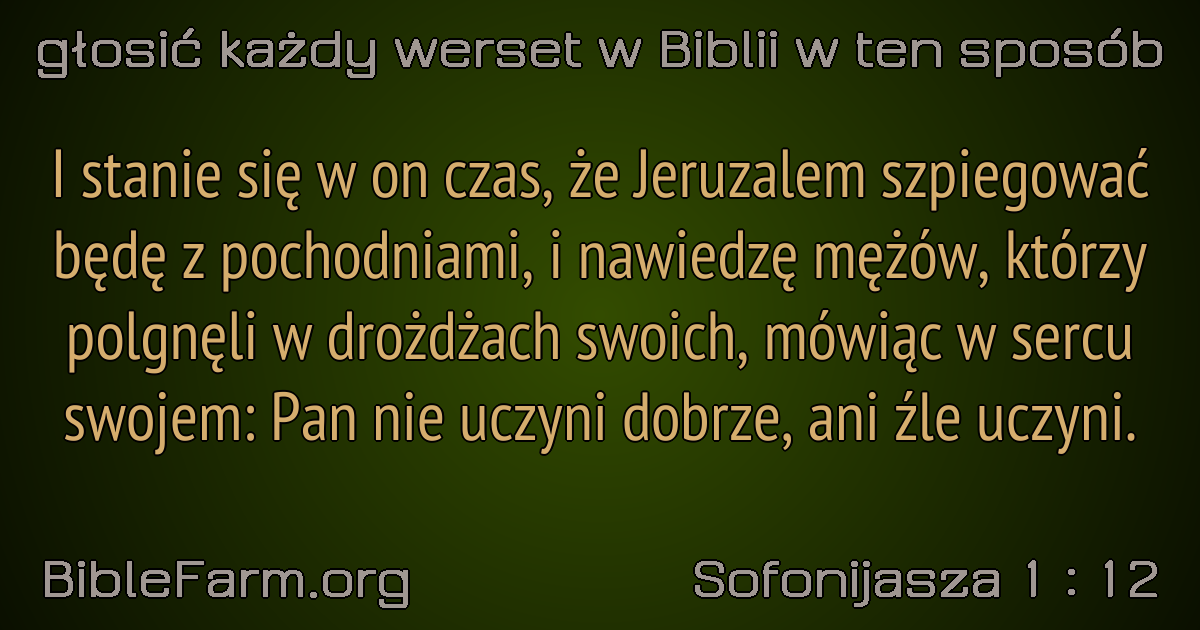 głosić każdy werset w Biblii w ten sposób
I stanie się w on czas, że Jeruzalem szpiegować
będę z pochodniami, i nawiedzę mężów, którzy
polgnęli w drożdżach swoich, mówiąc w sercu
swojem: Pan nie uczyni dobrze, ani źle uczyni.
BibleFarm.org
Sofonijasza 1 : 12